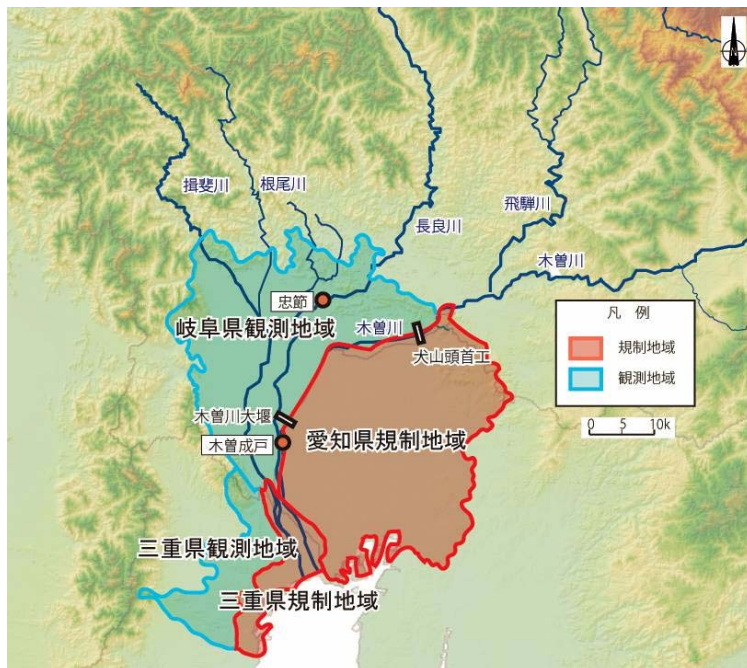 揖斐川
根尾川
長良川
飛騨川
木曽川
忠節
岐阜県観測地域
木曽川
犬山頭首工
凡 例
規制地域
観測地域
0 5 10k
木曽川大堰
木曽成戸
愛知県規制地域
三重県観測地域
三重県規制地域